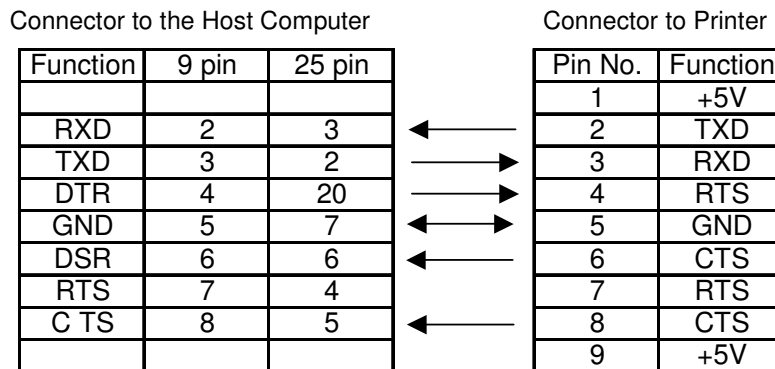 Connector to the Host Computer Connector to Printer
Function 9 pin 25 pin Pin No. Function
1 +5V
RXD 2 3 2 TXD
TXD 3 2 3 RXD
DTR 4 20 4 RTS
GND 5 7 5 GND
DSR 6 6 6 CTS
RTS 7 4 7 RTS
C TS 8 5 8 CTS
9 +5V